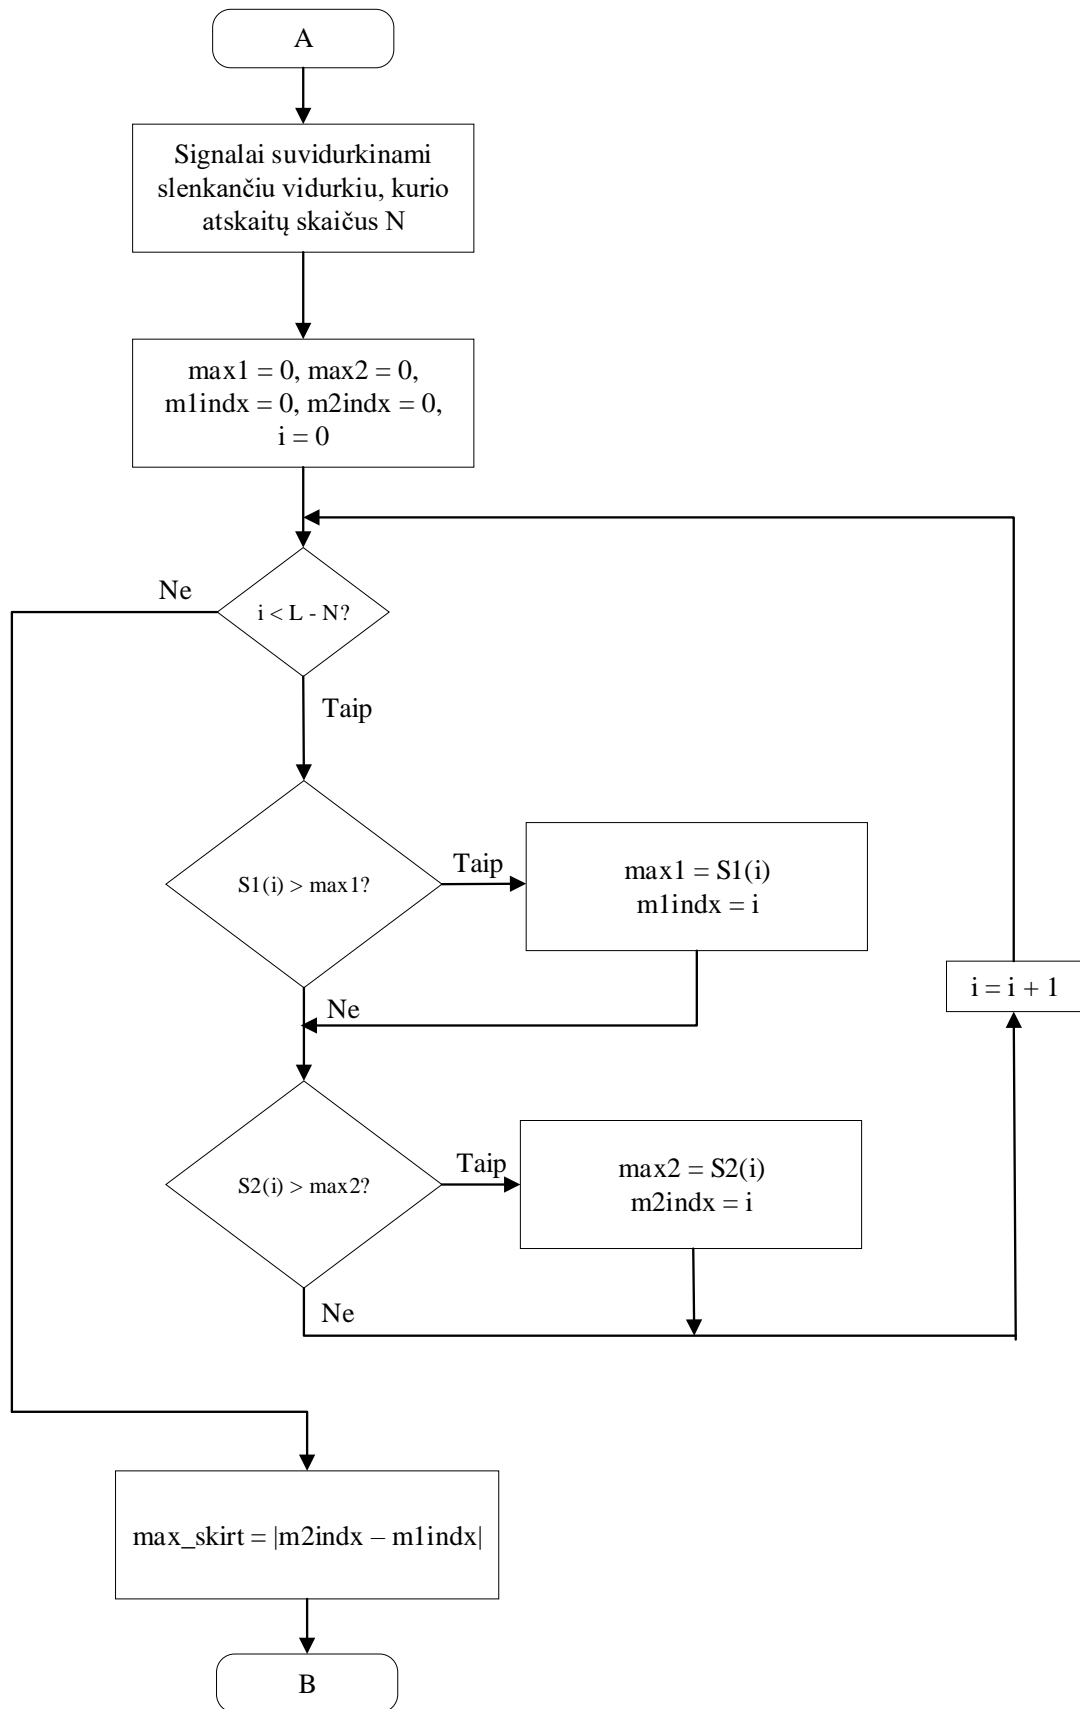 A
Signalai suvidurkinami
slenkančiu vidurkiu, kurio
atskaitų skaičus N
max1 = 0, max2 = 0,
m1indx = 0, m2indx = 0,
i = 0
Ne
i < L - N?
Taip
S1(i) > max1?
Taip
max1 = S1(i)
m1indx = i
i = i + 1
Ne
S2(i) > max2?
Taip
max2 = S2(i)
m2indx = i
Ne
max_skirt = |m2indx – m1indx|
B